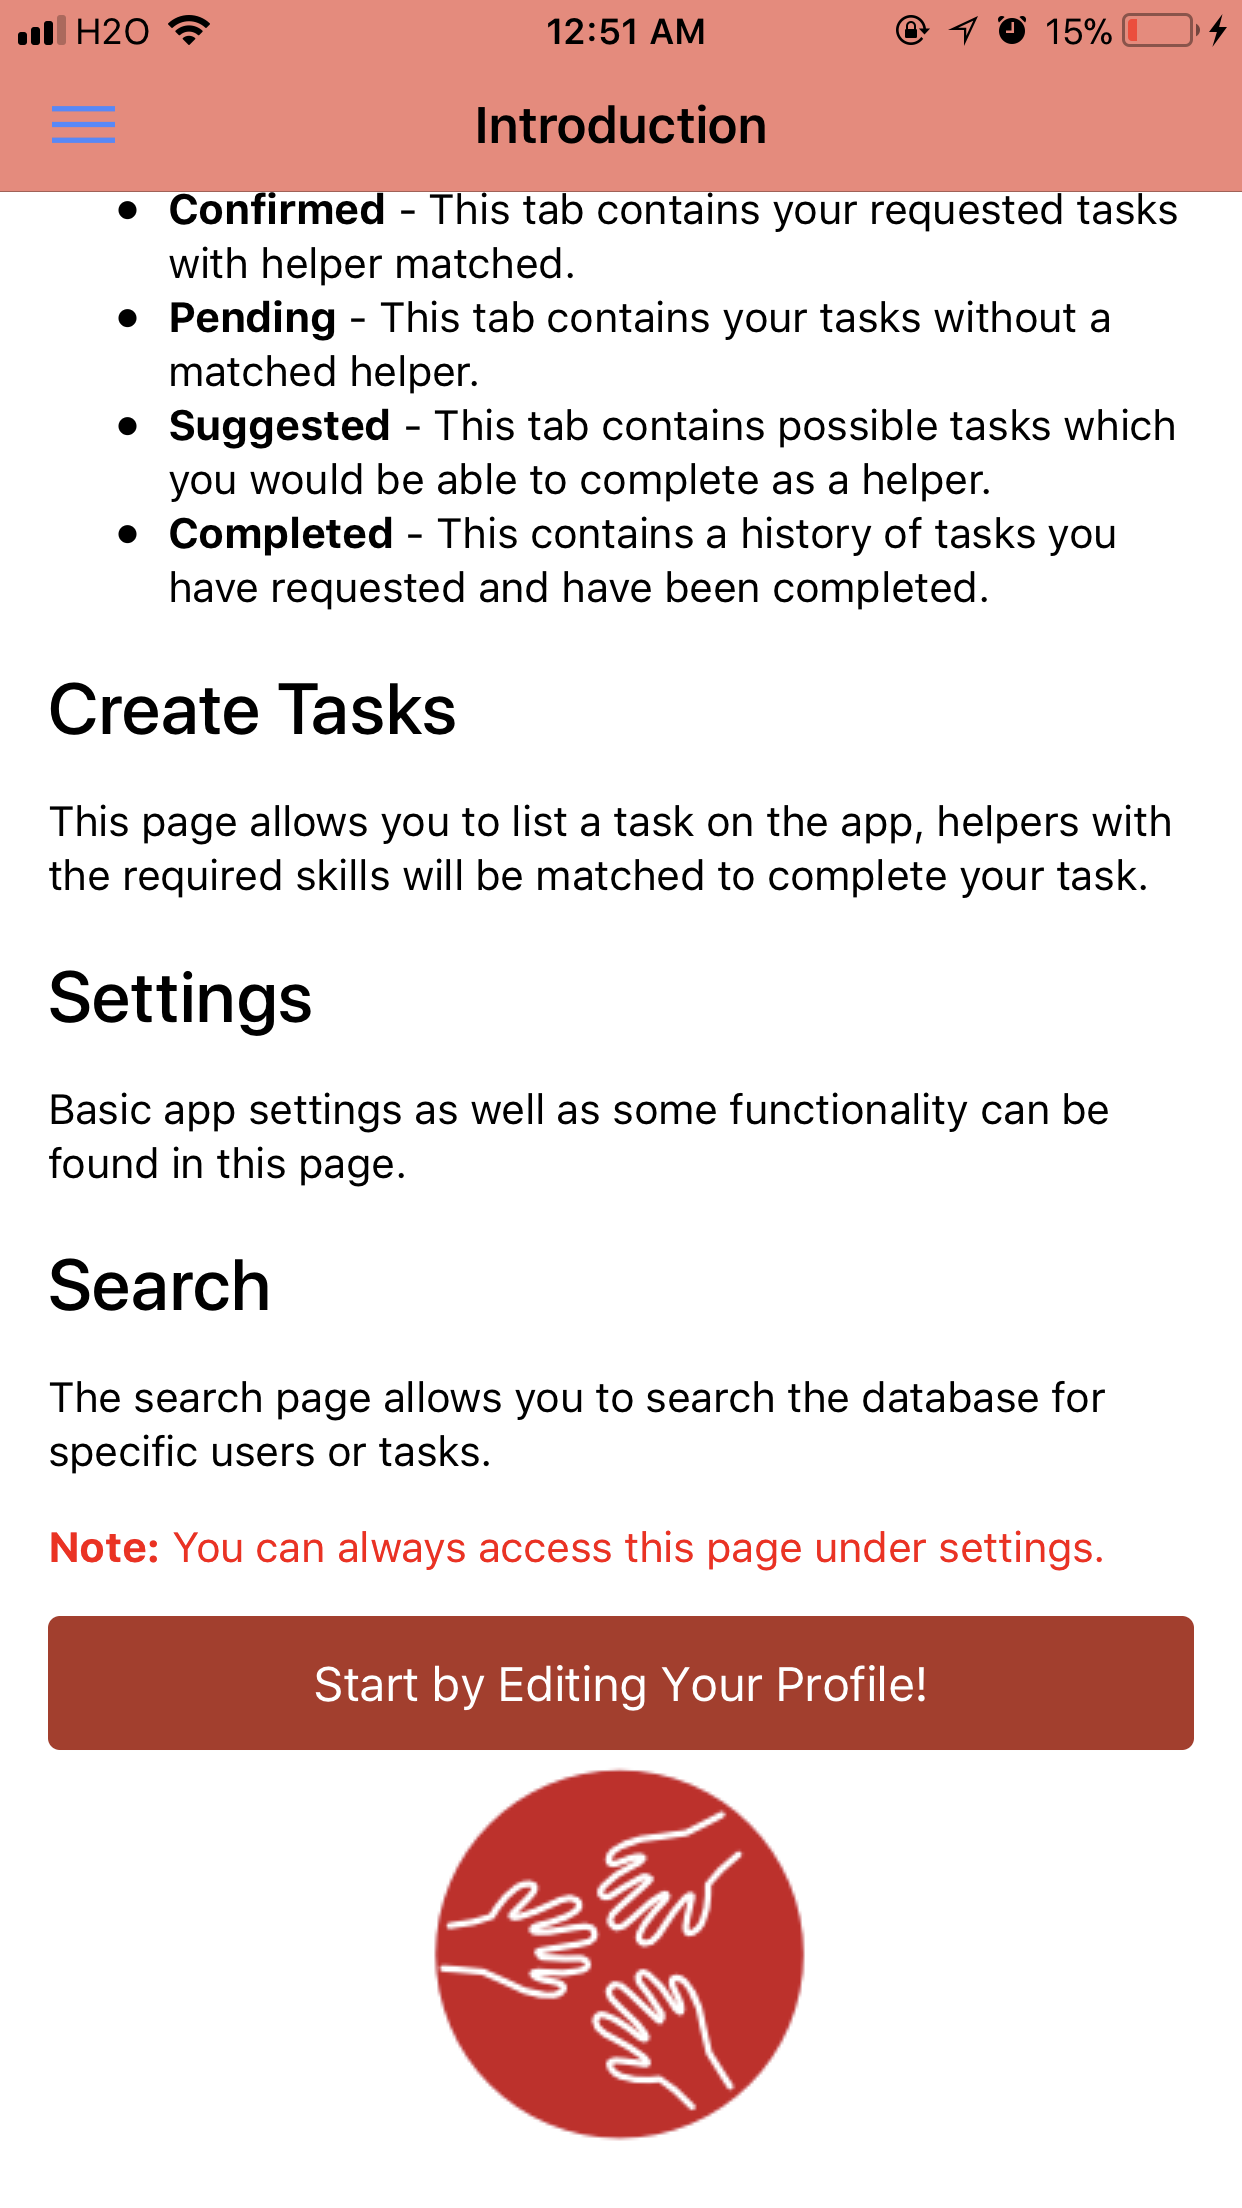 H2O 12:51 AM 15%
Introduction
• Confirmed - This tab contains your requested tasks
with helper matched.
• Pending - This tab contains your tasks without a
matched helper.
• Suggested - This tab contains possible tasks which
you would be able to complete as a helper.
• Completed - This contains a history of tasks you
have requested and have been completed.
Create Tasks
This page allows you to list a task on the app, helpers with
the required skills will be matched to complete your task.
Settings
Basic app settings as well as some functionality can be
found in this page.
Search
The search page allows you to search the database for
specific users or tasks.
Note: You can always access this page under settings.
Start by Editing Your Profile!